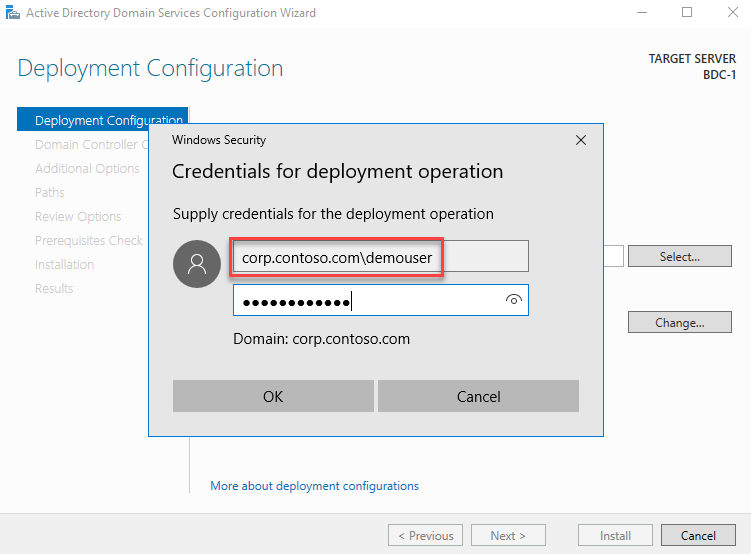 Active Directory Domain Services Configuration Wizard
Deployment Configuration
TARGET SERVER
BDC-1
Deployment Configuration
Domain Controller
Additional Options
Paths
Review Options
Prerequisites Check
Installation
Results
Windows Security
Credentials for deployment operation
Supply credentials for the deployment operation
corp.contoso.com\demouser
●●●●●●●●●●●●
Domain: corp.contoso.com
OK
Cancel
Select...
Change...
More about deployment configurations
< Previous
Next >
Install
Cancel